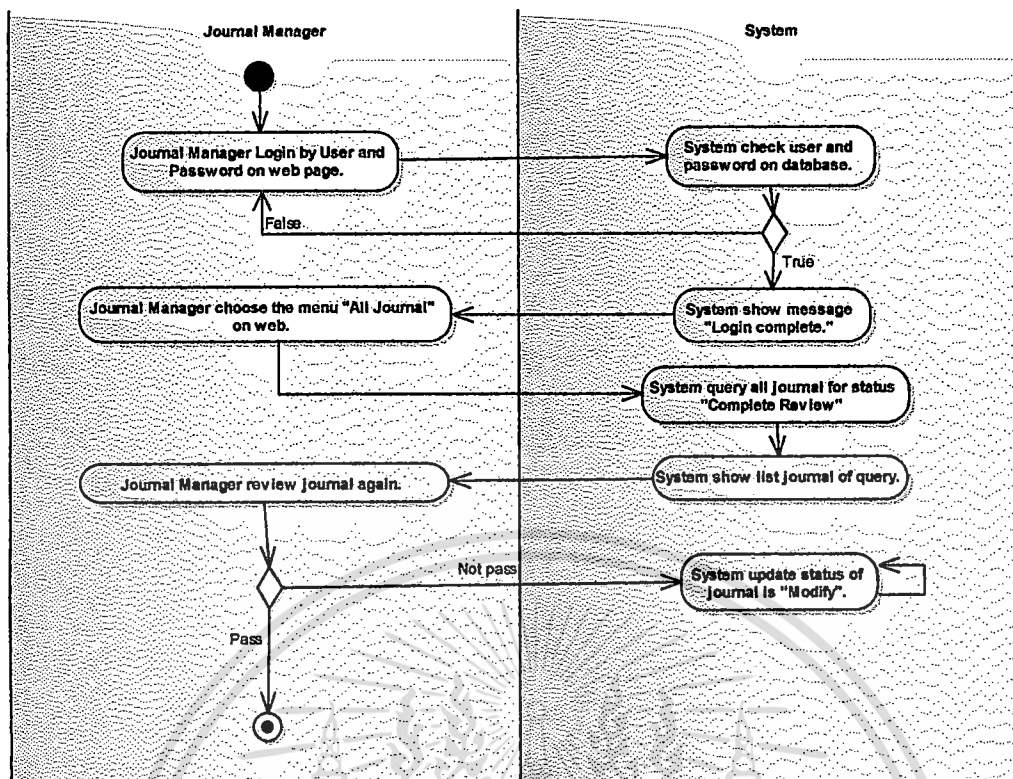 Journal Manager
System
Journal Manager Login by User and
Password on web page.
System check user and
password on database.
False
True
Journal Manager choose the menu "All Journal"
on web.
System show message
"Login complete."
System query all journal for status
"Complete Review"
Journal Manager review journal again.
System show list journal of query.
Not pass
System update status of
journal is "Modify".
Pass